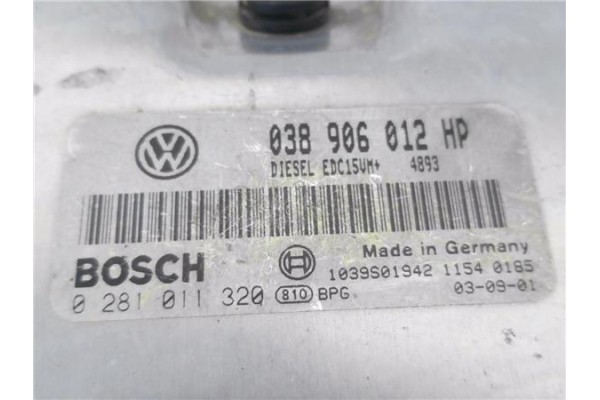 038 906 012 HP
DIESEL EDC15VM+ 4893
BOSCH
Made in Germany
1039S01942 1154 0185
0 281 011 320 810 BPG 03-09-01